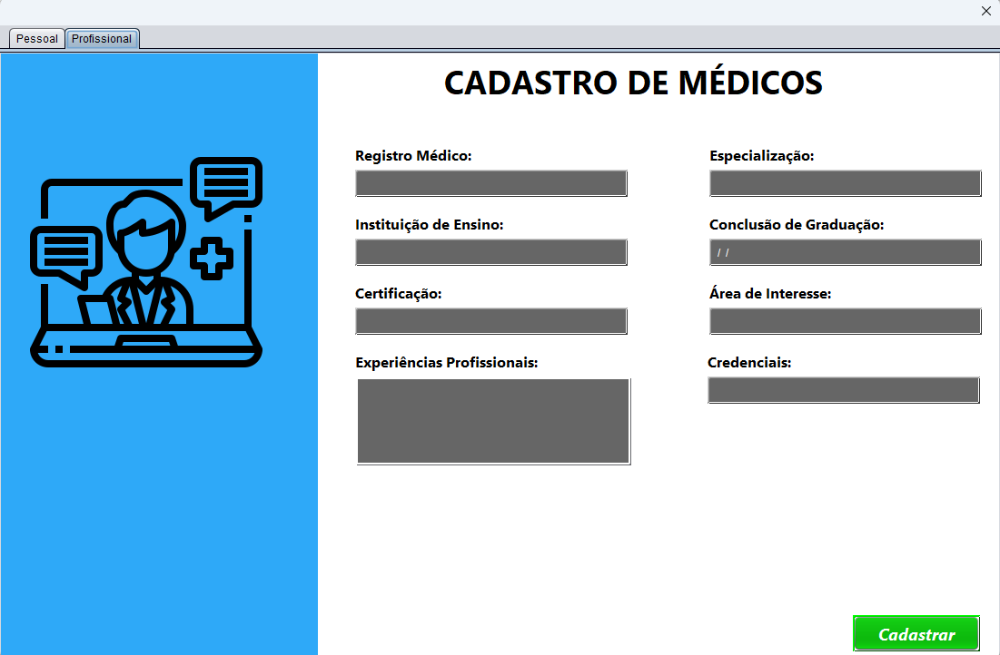 Pessoal Profissional
CADASTRO DE MÉDICOS
Registro Médico: Especialização:
Instituição de Ensino: Conclusão de Graduação:
/ /
Certificação: Área de Interesse:
Experiências Profissionais: Credenciais:
Cadastrar